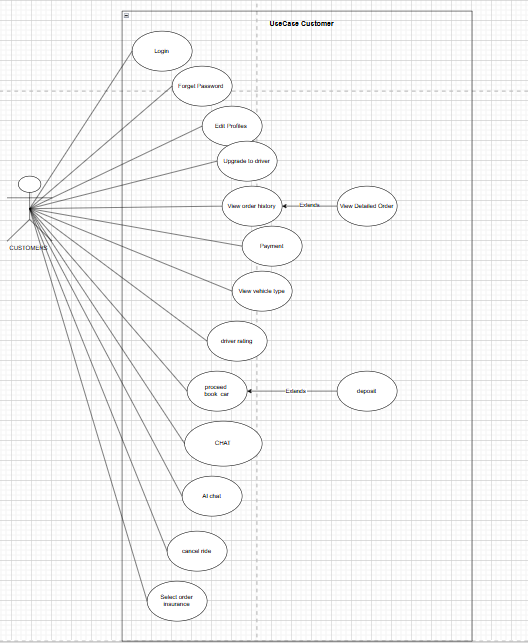 UseCase Customer
Login
Forget Password
Edit Profiles
Upgrade to driver
View order history
Extends
View Detailed Order
Payment
CUSTOMERS
View vehicle type
driver rating
proceed
book car
Extends
deposit
CHAT
AI chat
cancel ride
Select order
insurance